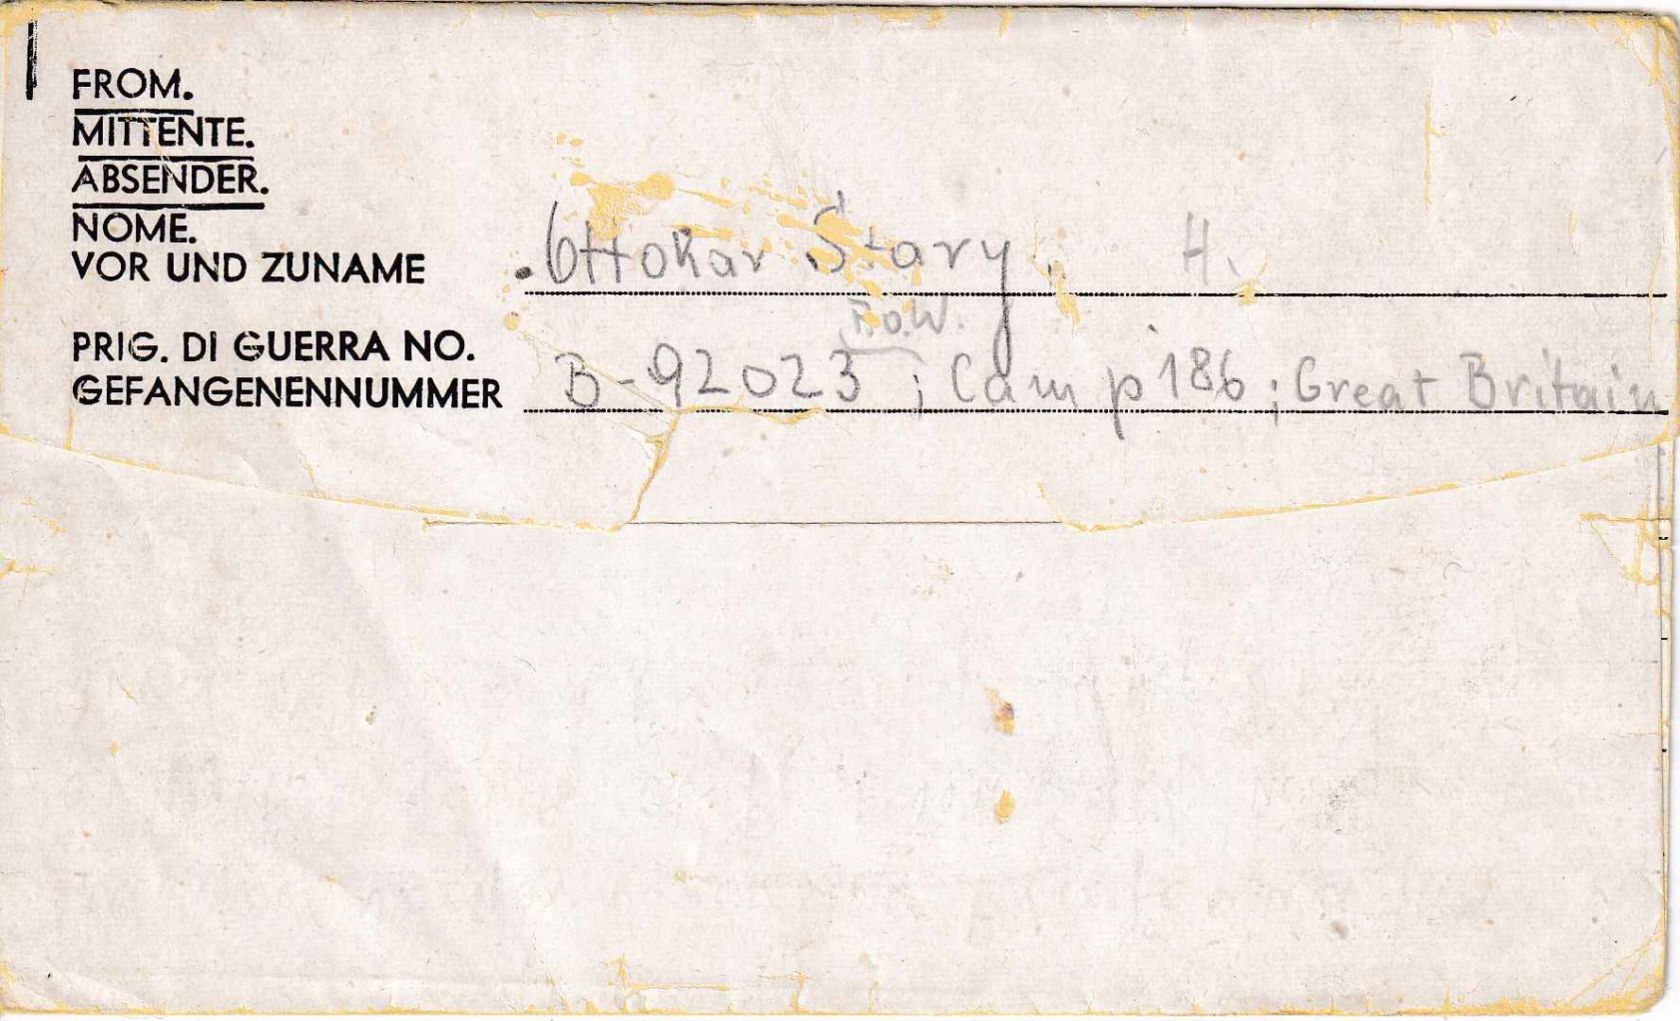 FROM.
MITTENTE.
ABSENDER.
NOME.
VOR UND ZUNAME Ottokar Stary, H.
P.o.W.
PRIG. DI GUERRA NO.
GEFANGENENNUMMER B-92023; Camp 186; Great Britain